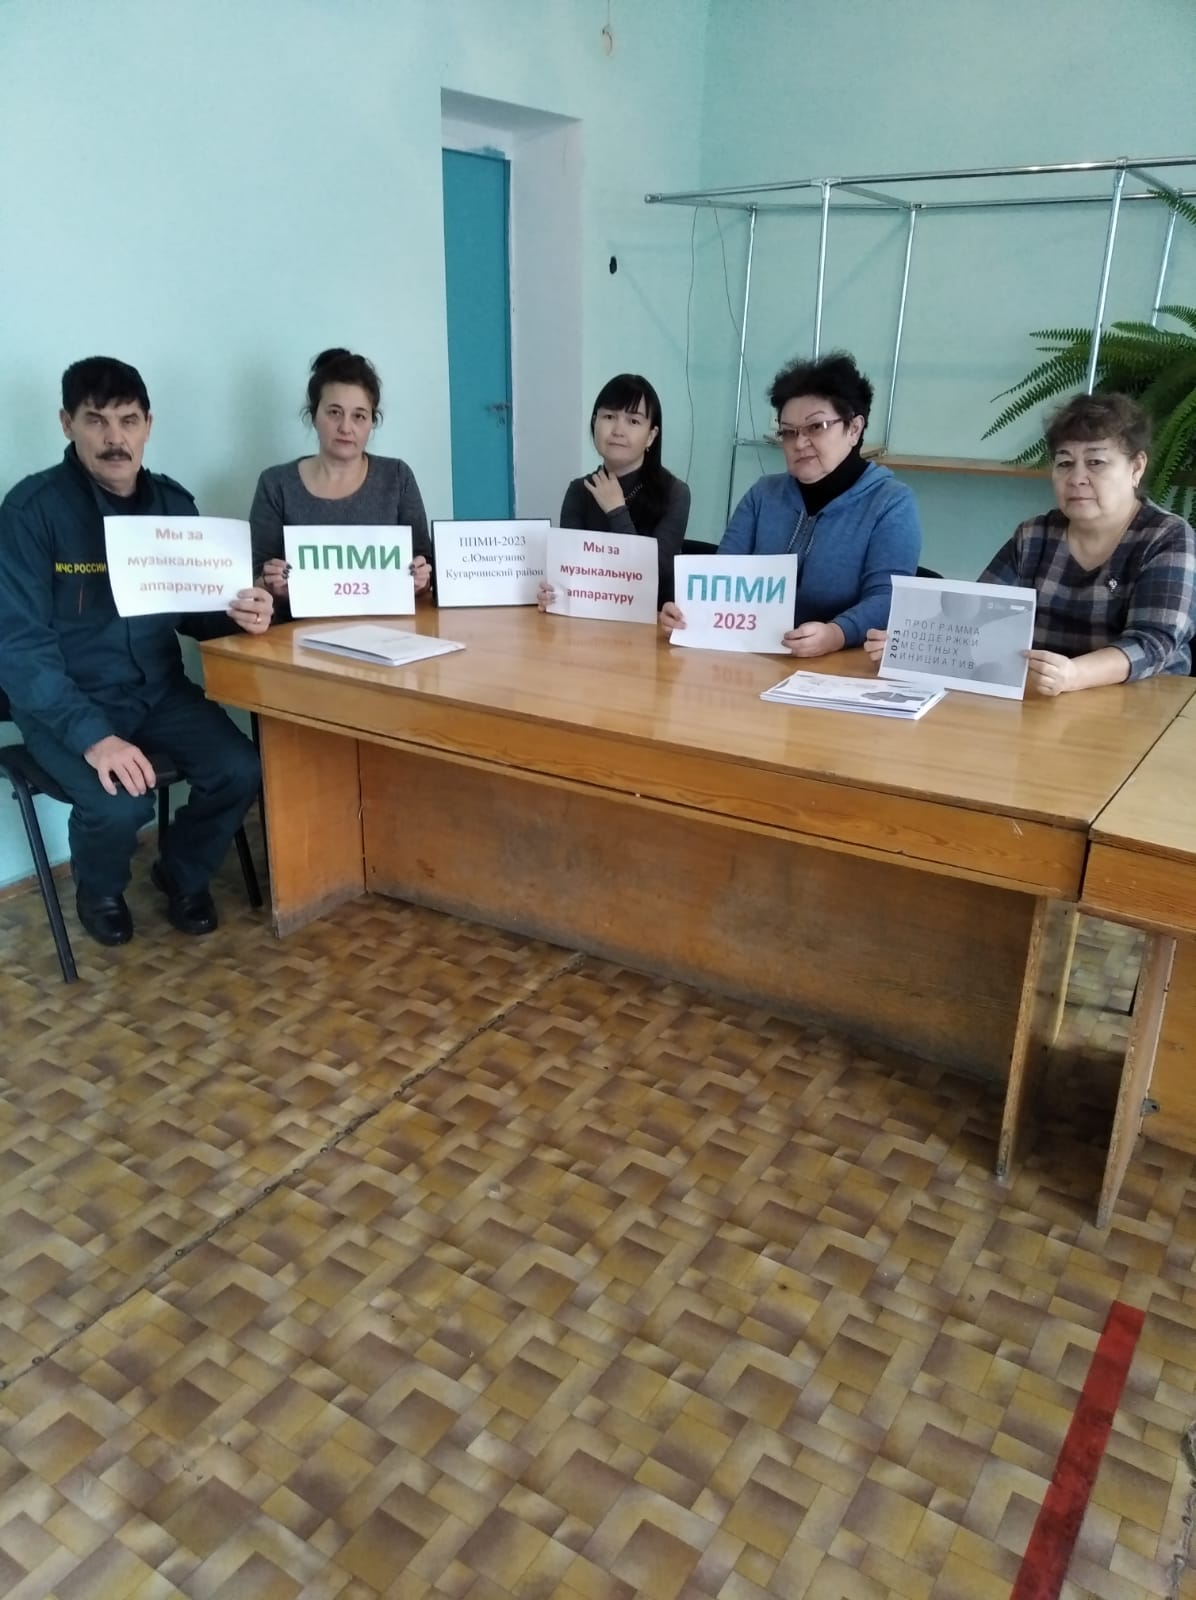 МЧС РОССИИ
Мы за
музыкальную
аппаратуру
ППМИ
2023
ППМИ-2023
с.Юмагузино
Кугарчинский район
Мы за
музыкальную
аппаратуру
ППМИ
2023
2023
ПРОГРАММА
ПОДДЕРЖКИ
МЕСТНЫХ
ИНИЦИАТИВ